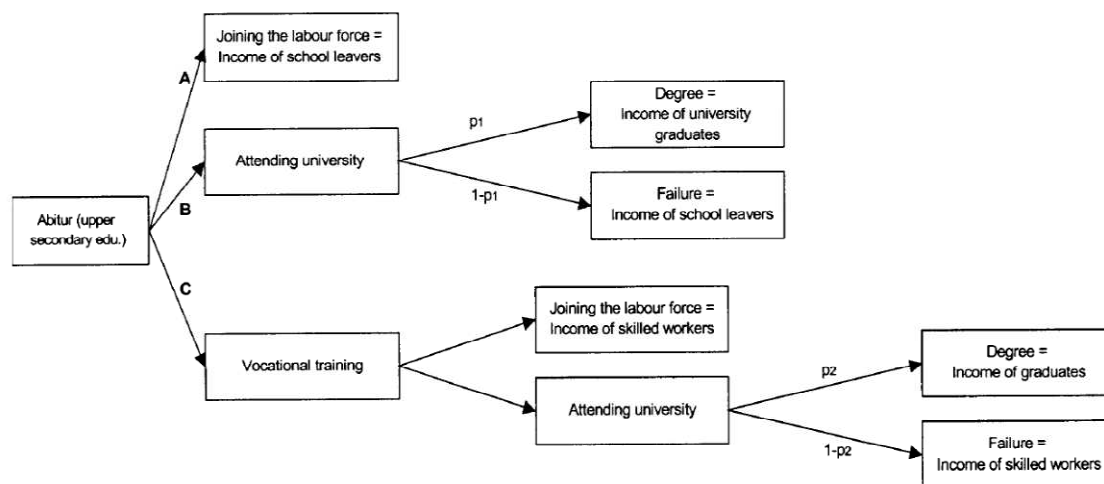 Joining the labour force =
Income of school leavers
A
Degree =
Income of university
graduates
p1
Attending university
1-p1
Failure =
Income of school leavers
B
Abitur (upper
secondary edu.)
C
Joining the labour force =
Income of skilled workers
Vocational training
Degree =
Income of graduates
p2
Attending university
1-p2
Failure =
Income of skilled workers